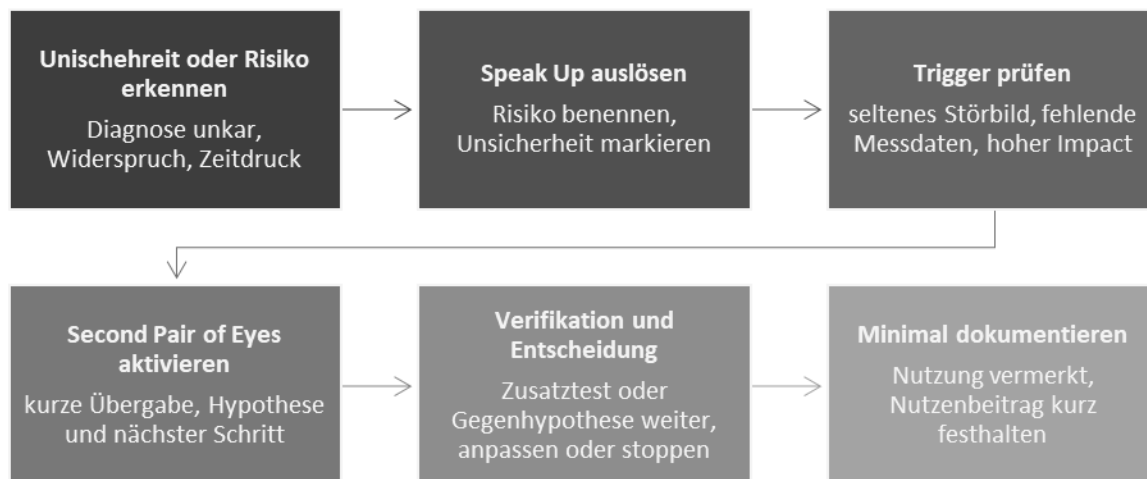 Unischehreit oder Risiko
erkennen
Diagnose unkar,
Widerspruch, Zeitdruck
Speak Up auslösen
Risiko benennen,
Unsicherheit markieren
Trigger prüfen
seltenes Störbild, fehlende
Messdaten, hoher Impact
Second Pair of Eyes
aktivieren
kurze Übergabe, Hypothese
und nächster Schritt
Verifikation und
Entscheidung
Zusatztest oder
Gegenhypothese weiter,
anpassen oder stoppen
Minimal dokumentieren
Nutzung vermerkt,
Nutzenbeitrag kurz
festhalten